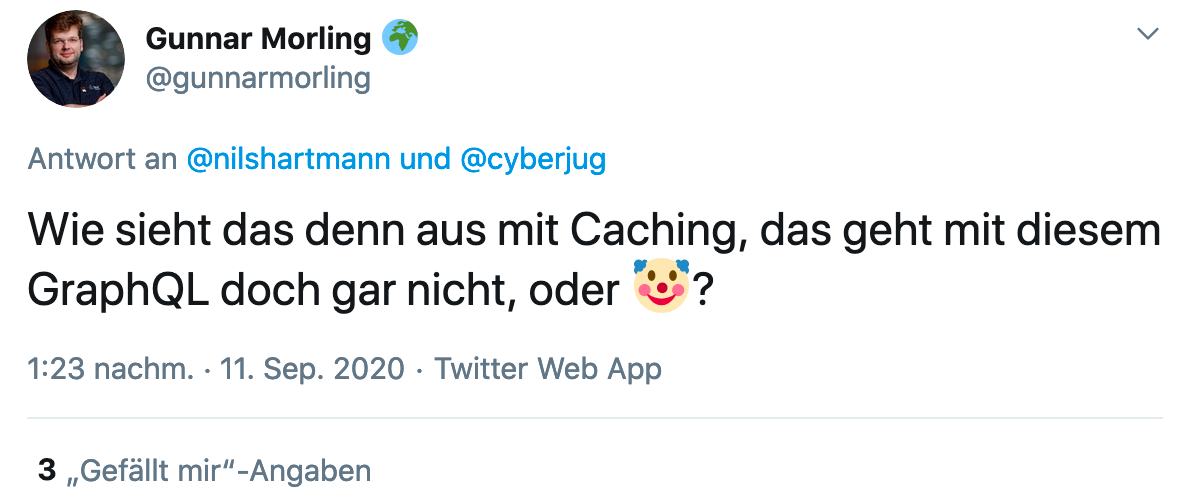 Gunnar Morling 🌍
@gunnarmorling
Antwort an @nilshartmann und @cyberjug
Wie sieht das denn aus mit Caching, das geht mit diesem
GraphQL doch gar nicht, oder 🤡?
1:23 nachm. · 11. Sep. 2020 · Twitter Web App
3 „Gefällt mir“-Angaben